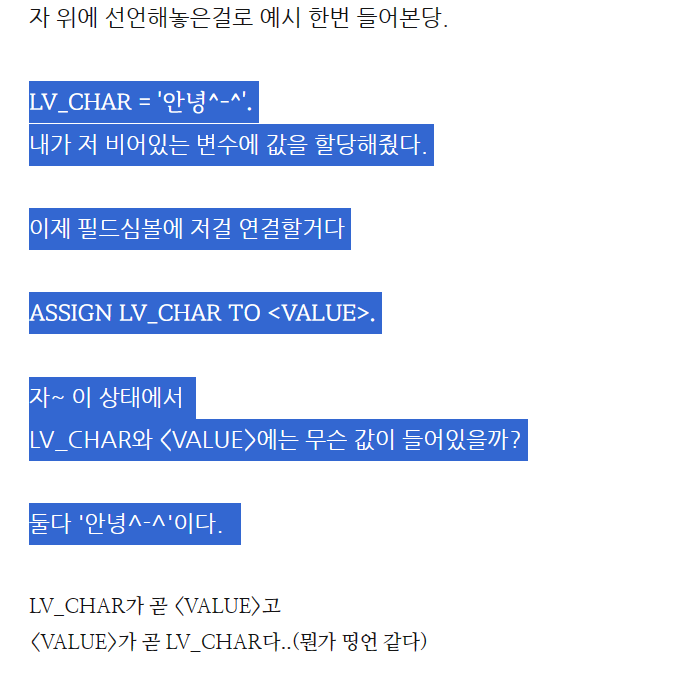 자 위에 선언해놓은걸로 예시 한번 들어본당.
LV_CHAR = '안녕^-^'.
내가 저 비어있는 변수에 값을 할당해줬다.
이제 필드심볼에 저걸 연결할거다
ASSIGN LV_CHAR TO <VALUE>.
자~ 이 상태에서
LV_CHAR와 <VALUE>에는 무슨 값이 들어있을까?
둘다 '안녕^-^'이다.
LV_CHAR가 곧 <VALUE>고
<VALUE>가 곧 LV_CHAR다..(뭔가 띵언 같다)